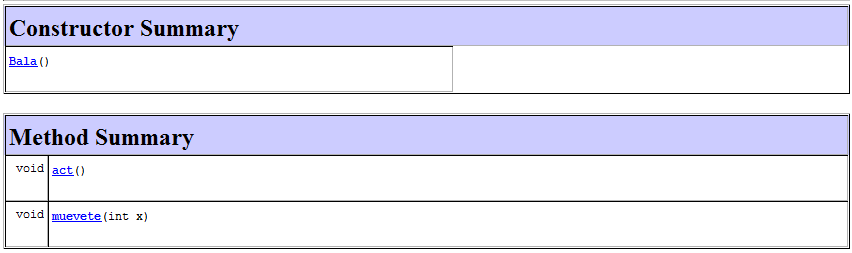 Constructor Summary
Bala()
Method Summary
void act()
void muevete(int x)